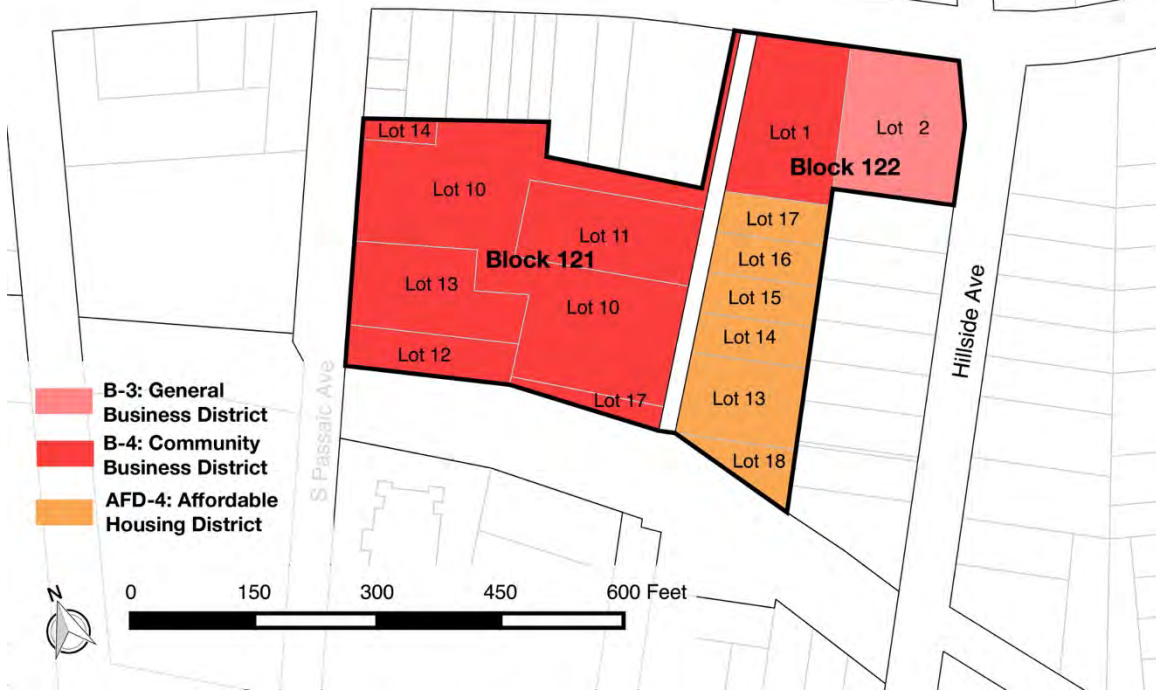 Lot 14
Lot 10
Lot 11
Block 121
Lot 13
Lot 10
Lot 12
Lot 17
Lot 1
Lot 2
Block 122
Lot 17
Lot 16
Lot 15
Lot 14
Lot 13
Lot 18
Hillside Ave
S Passaic Ave
B-3: General
Business District
B-4: Community
Business District
AFD-4: Affordable
Housing District
N
0 150 300 450 600 Feet